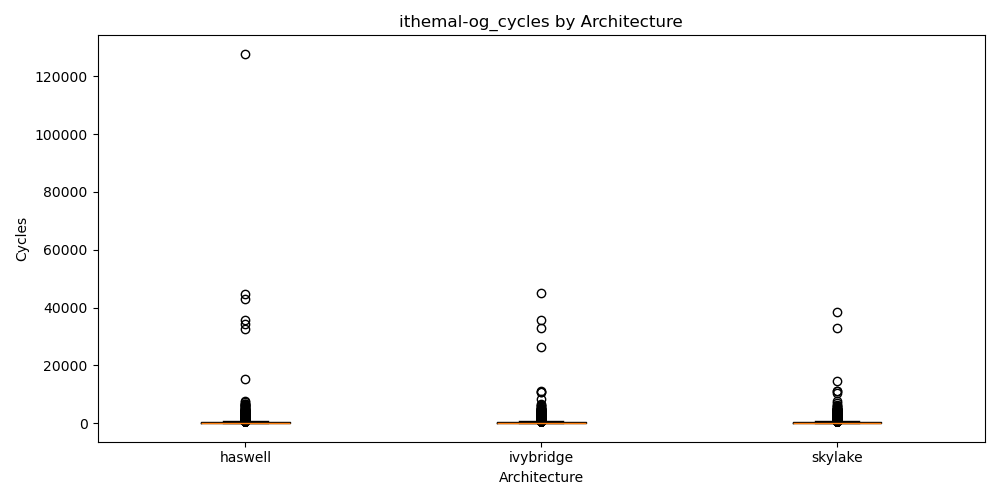 ithemal-og_cycles by Architecture
120000
100000
80000
60000
40000
20000
0
Cycles
haswell
ivybridge
skylake
Architecture